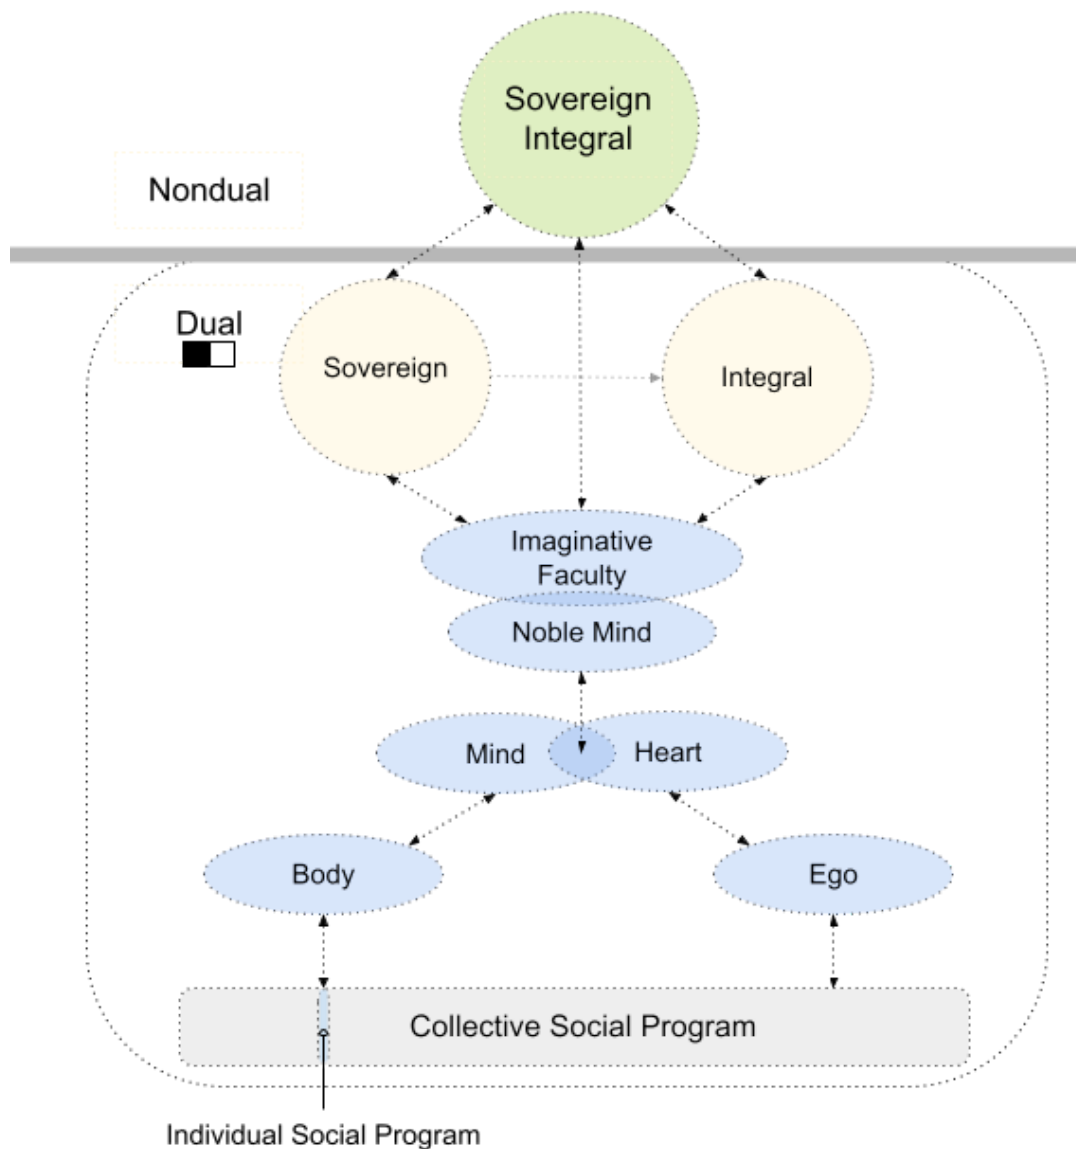 Sovereign
Integral
Nondual
Dual
Sovereign
Integral
Imaginative
Faculty
Noble Mind
Mind
Heart
Body
Ego
Collective Social Program
Individual Social Program